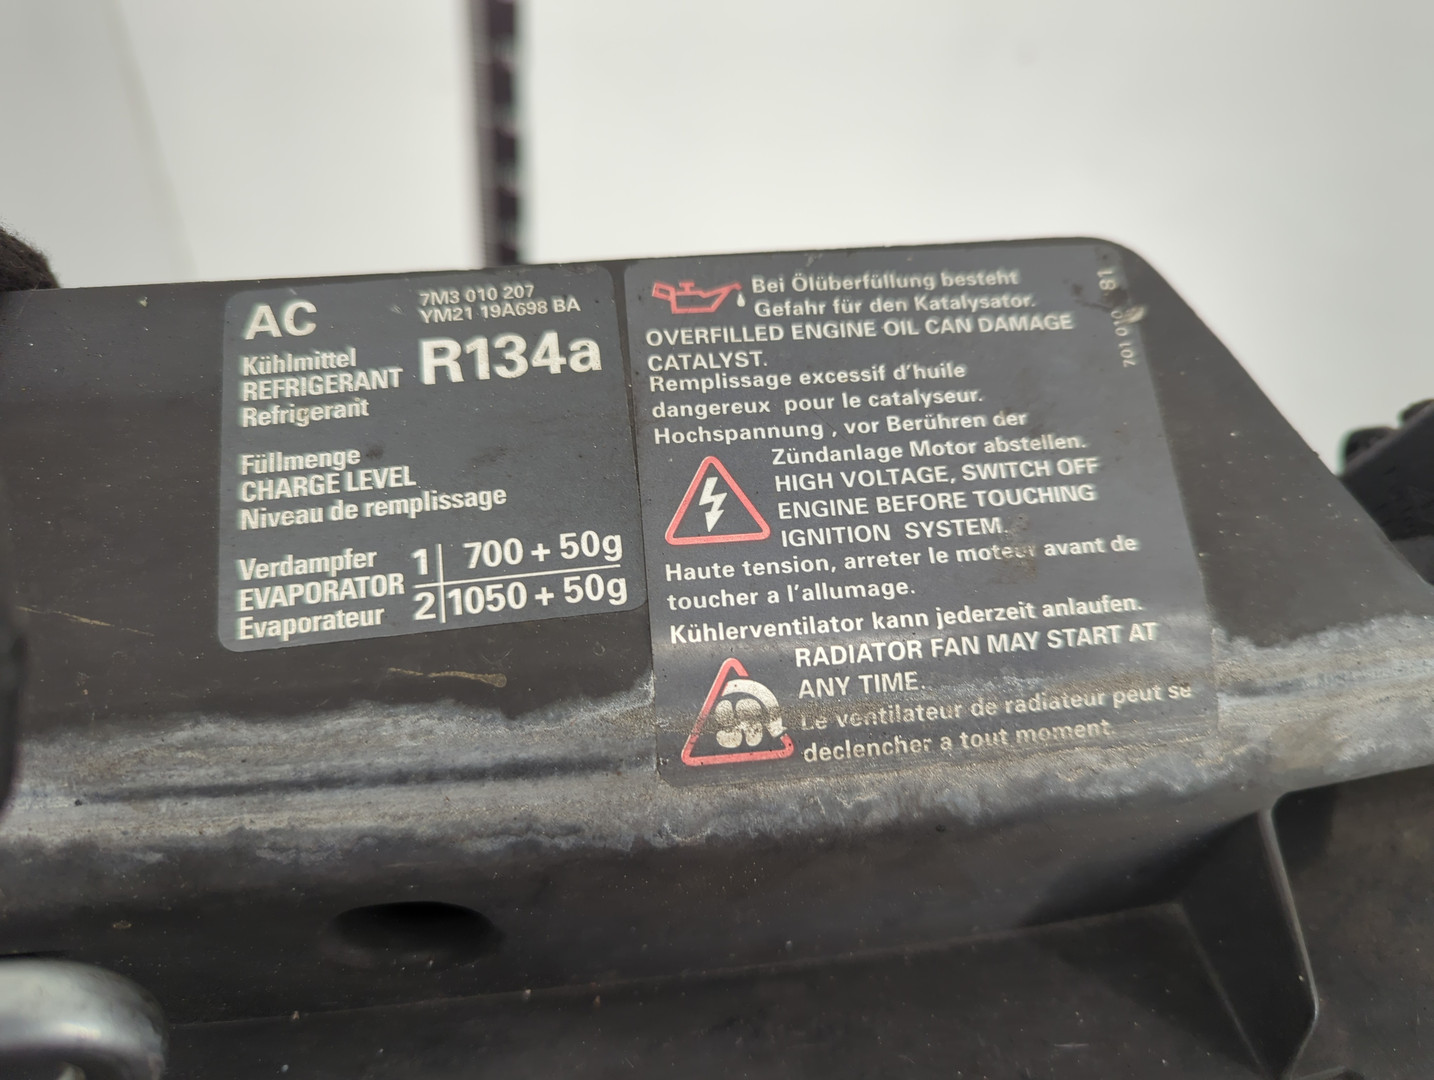 AC
7M3 010 207
YM21 19A698 BA
Kühlmittel
REFRIGERANT
Refrigerant
R134a
Füllmenge
CHARGE LEVEL
Niveau de remplissage
Verdampfer
EVAPORATOR
Evaporateur
1 700 + 50g
2 1050 + 50g
Bei Ölüberfüllung besteht
Gefahr für den Katalysator.
OVERFILLED ENGINE OIL CAN DAMAGE
CATALYST.
Remplissage excessif d'huile
dangereux pour le catalyseur.
Hochspannung, vor Berühren der
Zündanlage Motor abstellen.
HIGH VOLTAGE, SWITCH OFF
ENGINE BEFORE TOUCHING
IGNITION SYSTEM.
Haute tension, arreter le moteur avant de
toucher a l'allumage.
Kühlerventilator kann jederzeit anlaufen.
RADIATOR FAN MAY START AT
ANY TIME.
Le ventilateur de radiateur peut se
declencher a tout moment
701 010